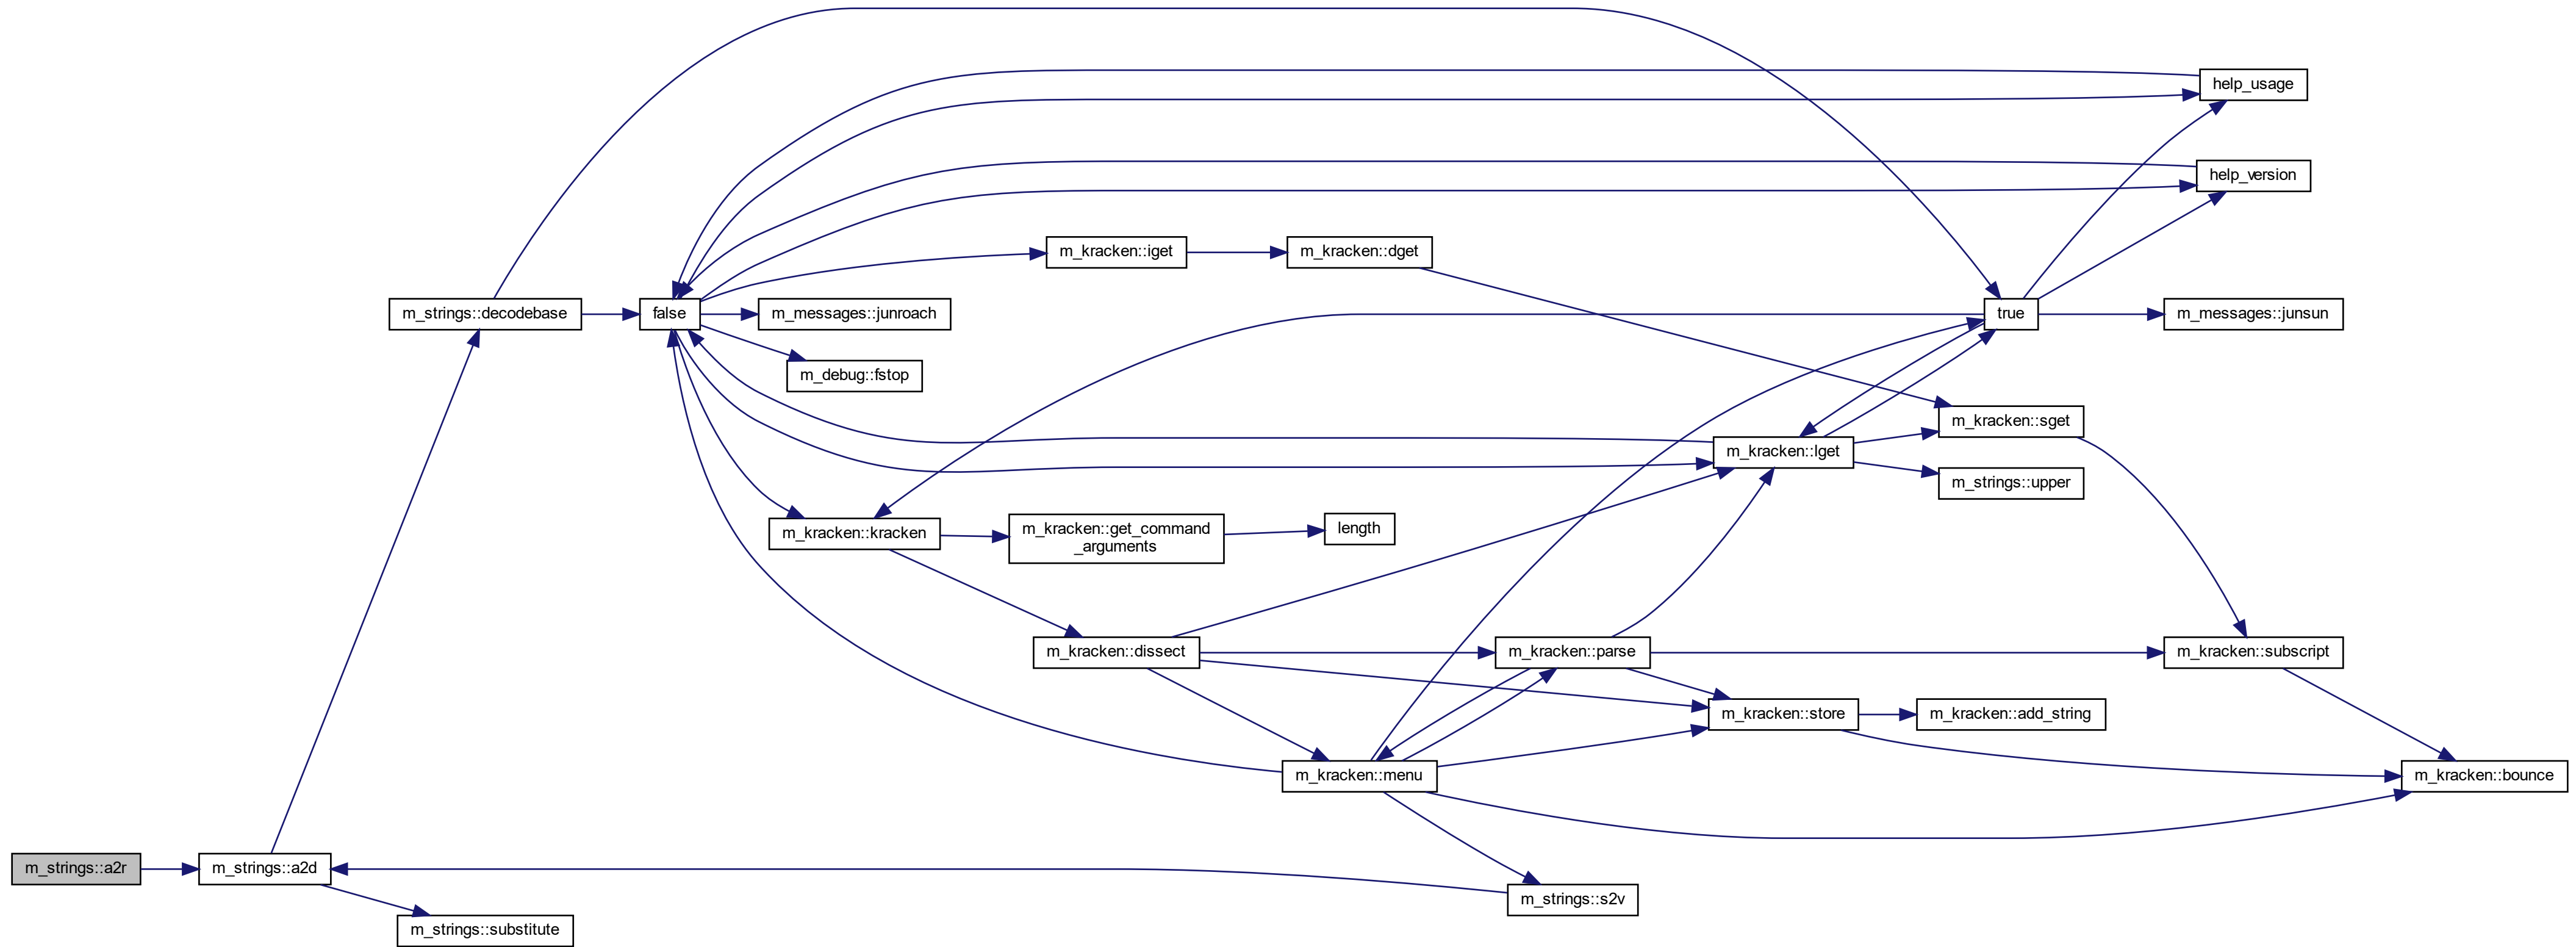 help_usage
help_version
m_kracken::iget
m_kracken::dget
m_strings::decodebase
false
m_messages::junroach
true
m_messages::junsun
m_debug::fstop
m_kracken::sget
m_kracken::lget
m_strings::upper
m_kracken::kracken
m_kracken::get_command
_arguments
length
m_kracken::dissect
m_kracken::parse
m_kracken::subscript
m_kracken::store
m_kracken::add_string
m_kracken::menu
m_kracken::bounce
m_strings::a2r
m_strings::a2d
m_strings::s2v
m_strings::substitute